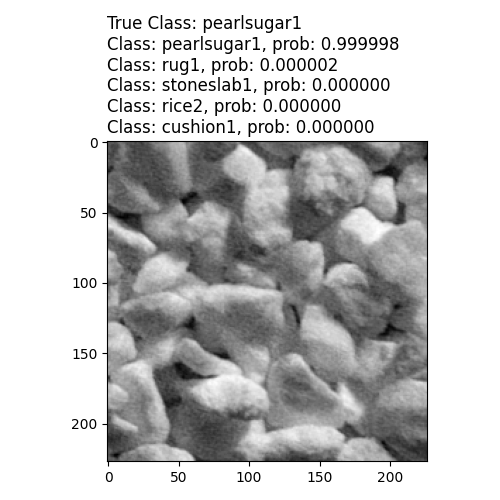 True Class: pearlsugar1
Class: pearlsugar1, prob: 0.999998
Class: rug1, prob: 0.000002
Class: stoneslab1, prob: 0.000000
Class: rice2, prob: 0.000000
Class: cushion1, prob: 0.000000
0
50
100
150
200
0 50 100 150 200